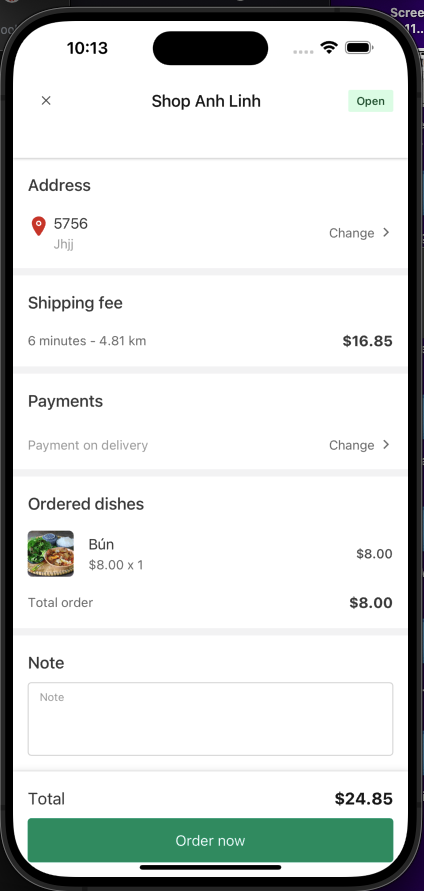 Scree
11..
10:13
Shop Anh Linh
Open
Address
5756
Jhjj
Change
Shipping fee
6 minutes - 4.81 km
$16.85
Payments
Payment on delivery
Change
Ordered dishes
Bún
$8.00 x 1
$8.00
Total order
$8.00
Note
Note
Total
$24.85
Order now